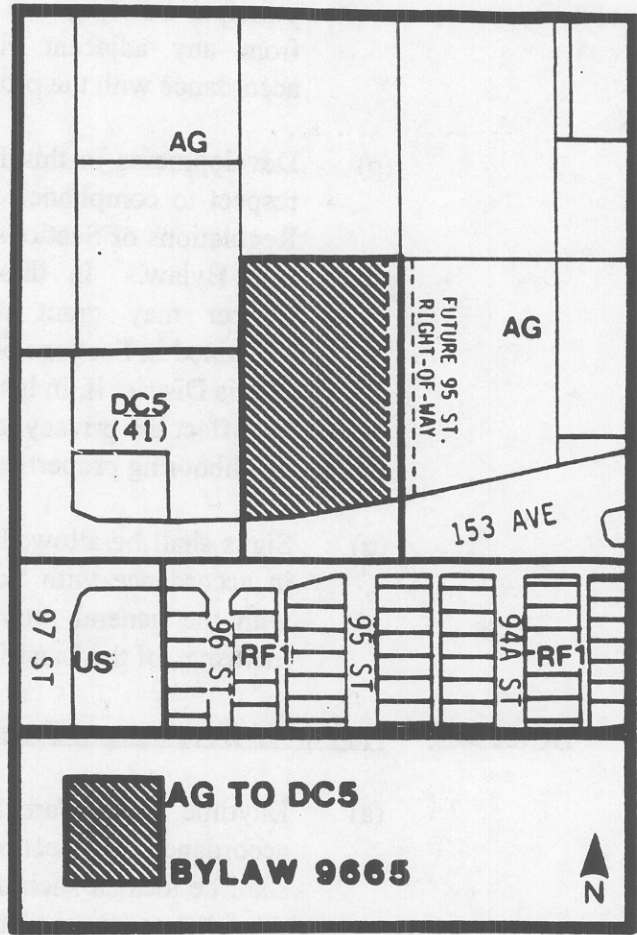 AG
FUTURE 95 ST.
RIGHT-OF-WAY
AG
DC5
(41)
153 AVE
97 ST
US
96 ST
RF1
95 ST
94A ST
RF1
AG TO DC5
BYLAW 9665
N